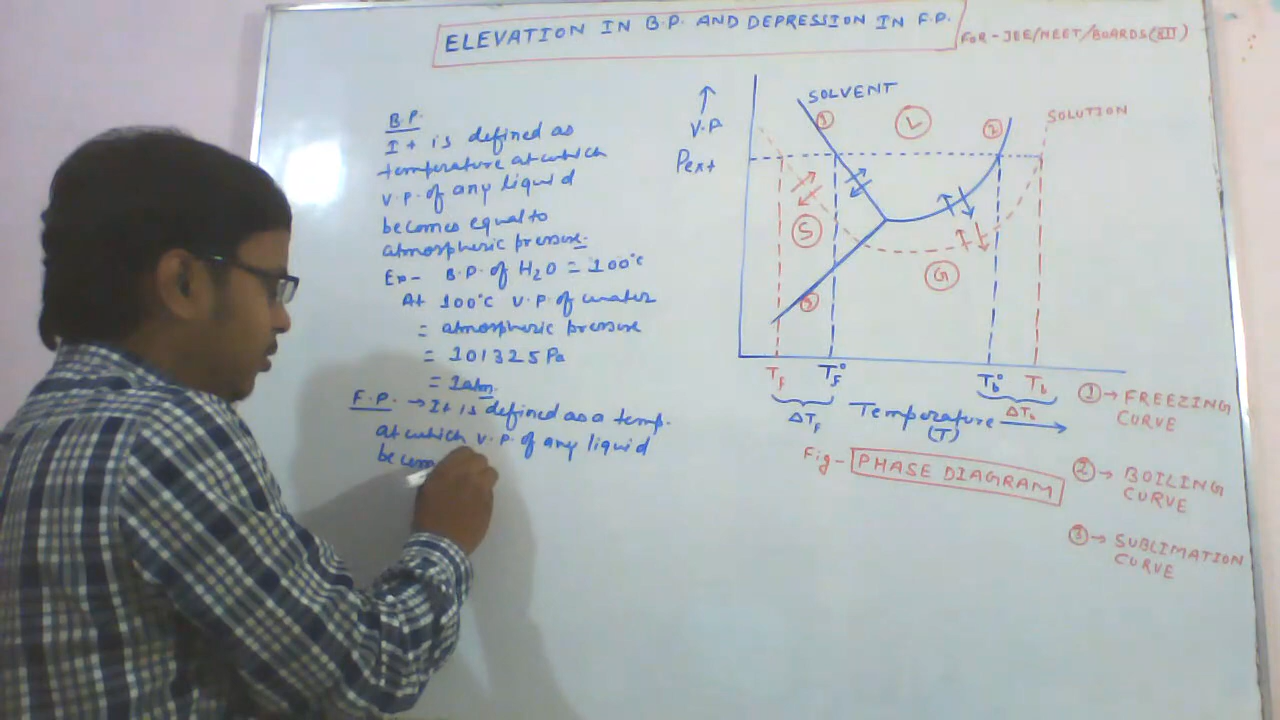 ELEVATION IN B.P. AND DEPRESSION IN F.P.
FOR-JEE/NEET/BOARDS(XII)
B.P.
It is defined as
temperature at which
V.P. of any liquid
becomes equal to
atmospheric pressure.
Ex- B.P. of H₂O = 100°C
At 100°C V.P. of water
= atmospheric pressure
= 101325 Pa
= 1 atm.
F.P. → It is defined as a temp.
at which V.P. of any liquid
becom
↑
V.P
Pext
SOLVENT
SOLUTION
① L ②
S
G
③
Tf Tf° Tb° Tb
ΔTf ΔTb
Temperature →
(T)
Fig- PHASE DIAGRAM
① → FREEZING
CURVE
② → BOILING
CURVE
③ → SUBLIMATION
CURVE